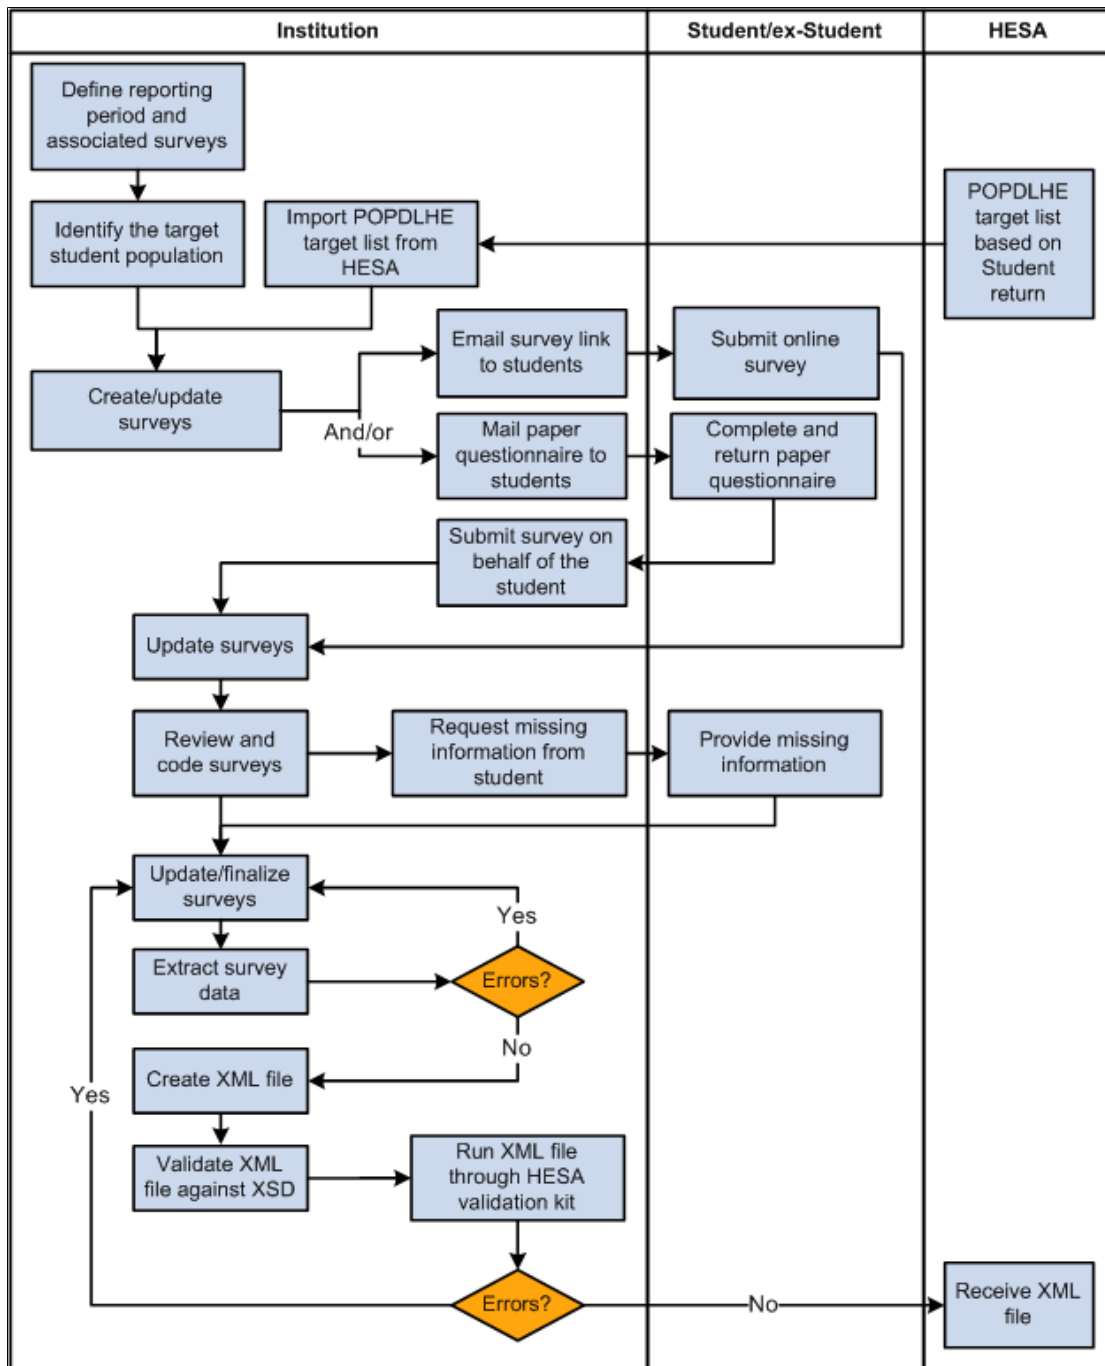 Institution
Student/ex-Student
HESA
Define reporting
period and
associated surveys
Identify the target
student population
Import POPDLHE
target list from
HESA
POPDLHE
target list
based on
Student
return
Create/update
surveys
And/or
Email survey link
to students
Submit online
survey
Mail paper
questionnaire to
students
Complete and
return paper
questionnaire
Submit survey on
behalf of the
student
Update surveys
Review and
code surveys
Request missing
information from
student
Provide missing
information
Update/finalize
surveys
Yes
Extract survey
data
Errors?
No
Create XML file
Yes
Validate XML
file against XSD
Run XML file
through HESA
validation kit
Errors?
No
Receive XML
file